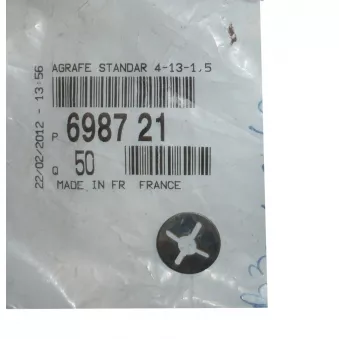 AGRAFE STANDAR 4-13-1,5
P 6987 21
Q 50
MADE IN FR FRANCE
22/02/2012 - 13:56